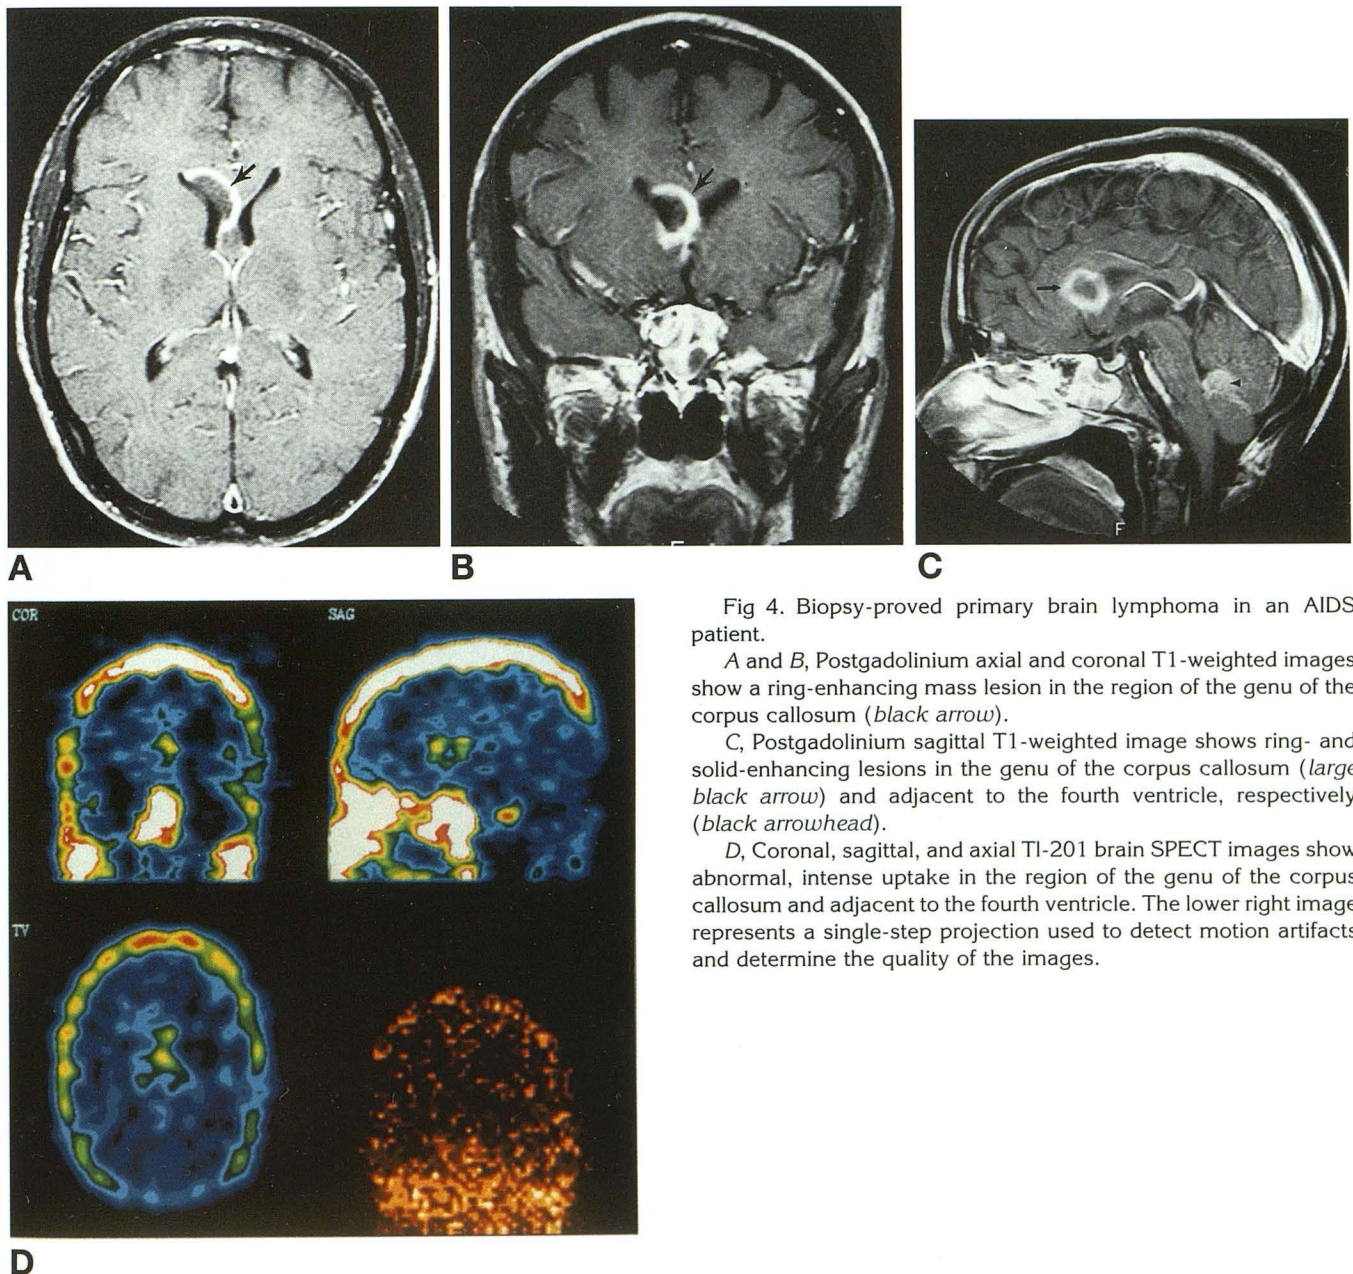 A
B
F
C
COR
SAG
TV
D
Fig 4. Biopsy-proved primary brain lymphoma in an AIDS
patient.
A and B, Postgadolinium axial and coronal T1-weighted images
show a ring-enhancing mass lesion in the region of the genu of the
corpus callosum (black arrow).
C, Postgadolinium sagittal T1-weighted image shows ring- and
solid-enhancing lesions in the genu of the corpus callosum (large
black arrow) and adjacent to the fourth ventricle, respectively
(black arrowhead).
D, Coronal, sagittal, and axial Tl-201 brain SPECT images show
abnormal, intense uptake in the region of the genu of the corpus
callosum and adjacent to the fourth ventricle. The lower right image
represents a single-step projection used to detect motion artifacts
and determine the quality of the images.